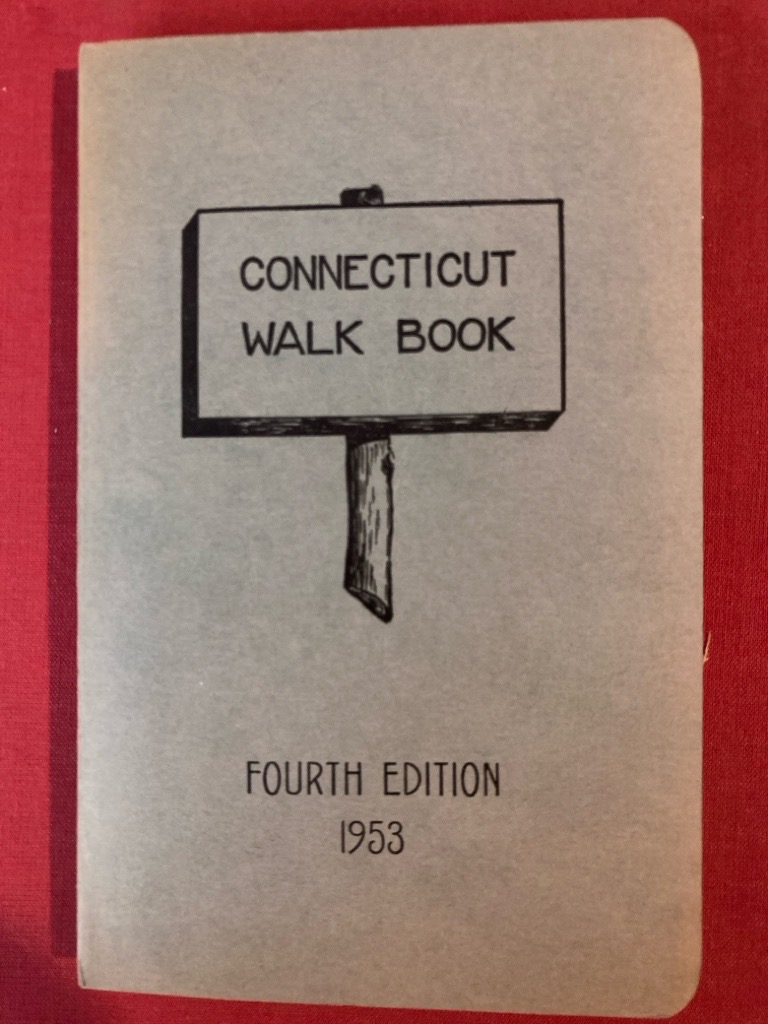 CONNECTICUT
WALK BOOK
FOURTH EDITION
1953